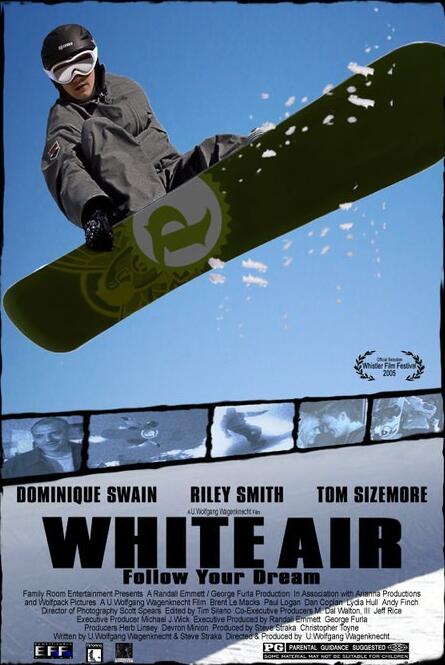 Official Selection
Whistler Film Festival
2005
DOMINIQUE SWAIN RILEY SMITH TOM SIZEMORE
A U.Wolfgang Wagenknecht Film
WHITE AIR
Follow Your Dream
Family Room Entertainment Presents A Randall Emmett / George Furla Production In Association with Arianna Productions
and Wolfpack Pictures A U.Wolfgang Wagenknecht Film Brent Le Macks Paul Logan Dan Coplan Lydia Hull Andy Finch
Director of Photography Scott Spears Edited by Tim Silano Co-Executive Producers M. Dal Walton, III Jeff Rice
Executive Producer Michael J.Wick Executive Produced by Randall Emmett George Furla
Producers Herb Linsey Devron Minion Produced by Steve Straka Christopher Toyne
Written by U.Wolfgang Wagenknecht & Steve Straka Directed & Produced by U.Wolfgang Wagenknecht
PG PARENTAL GUIDANCE SUGGESTED
SOME MATERIAL MAY NOT BE SUITABLE FOR CHILDREN